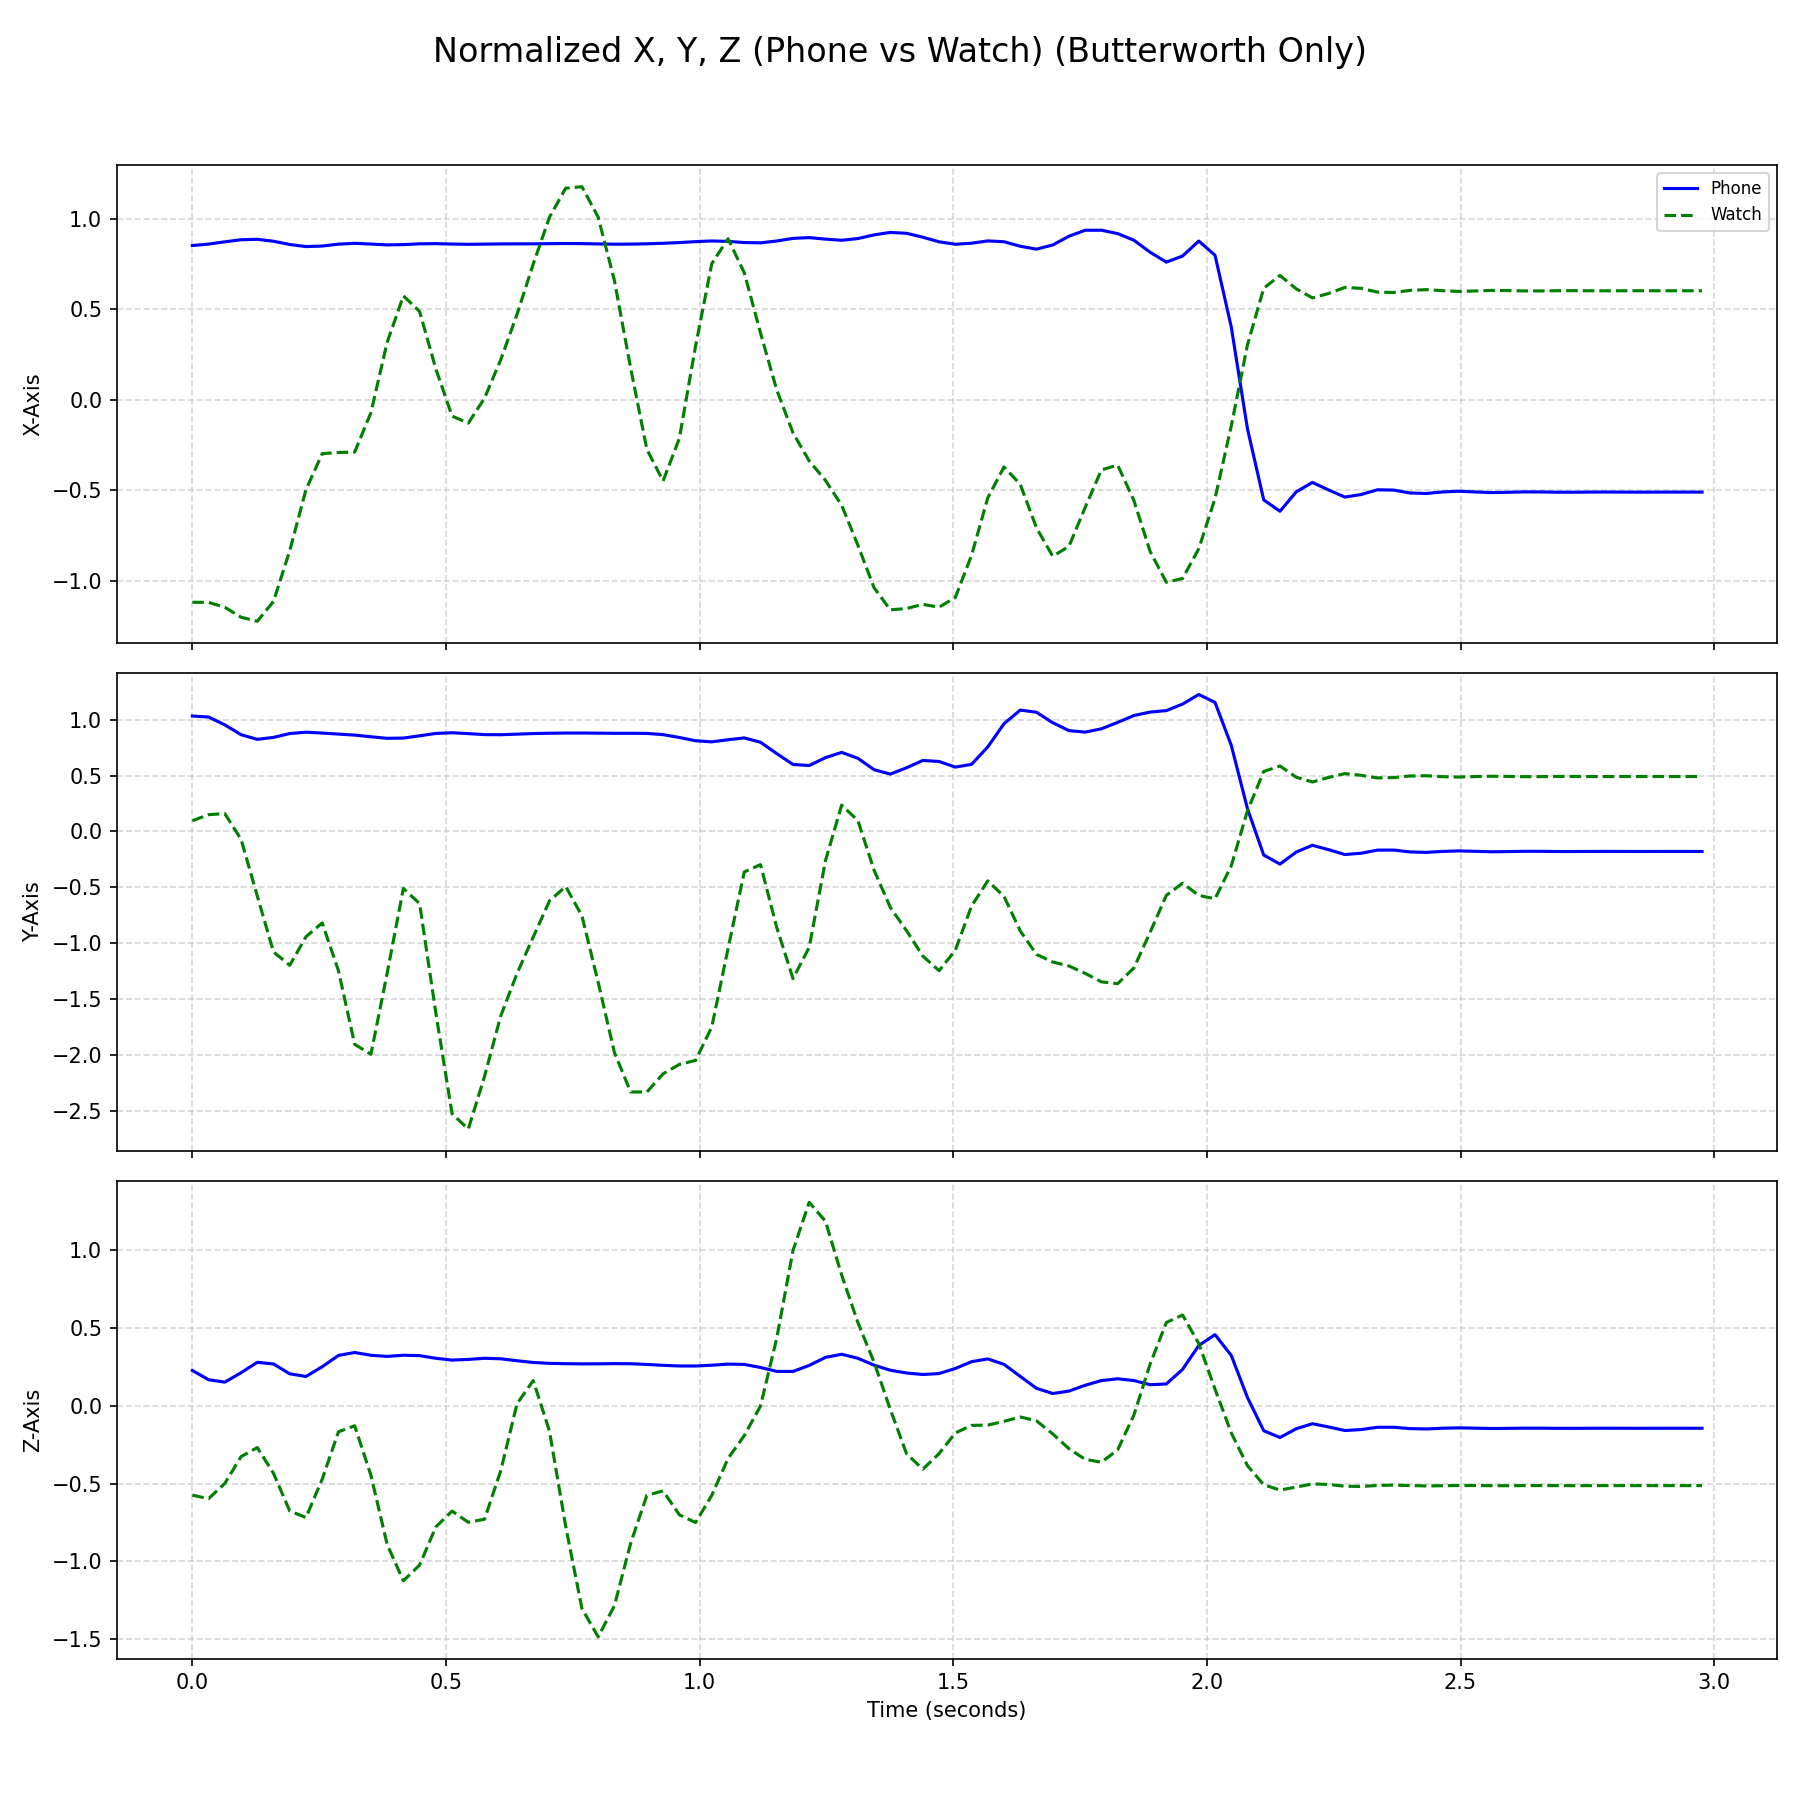 Normalized X, Y, Z (Phone vs Watch) (Butterworth Only)
Phone
Watch
1.0
0.5
0.0
−0.5
−1.0
X-Axis
1.0
0.5
0.0
−0.5
−1.0
−1.5
−2.0
−2.5
Y-Axis
1.0
0.5
0.0
−0.5
−1.0
−1.5
Z-Axis
0.0 0.5 1.0 1.5 2.0 2.5 3.0
Time (seconds)